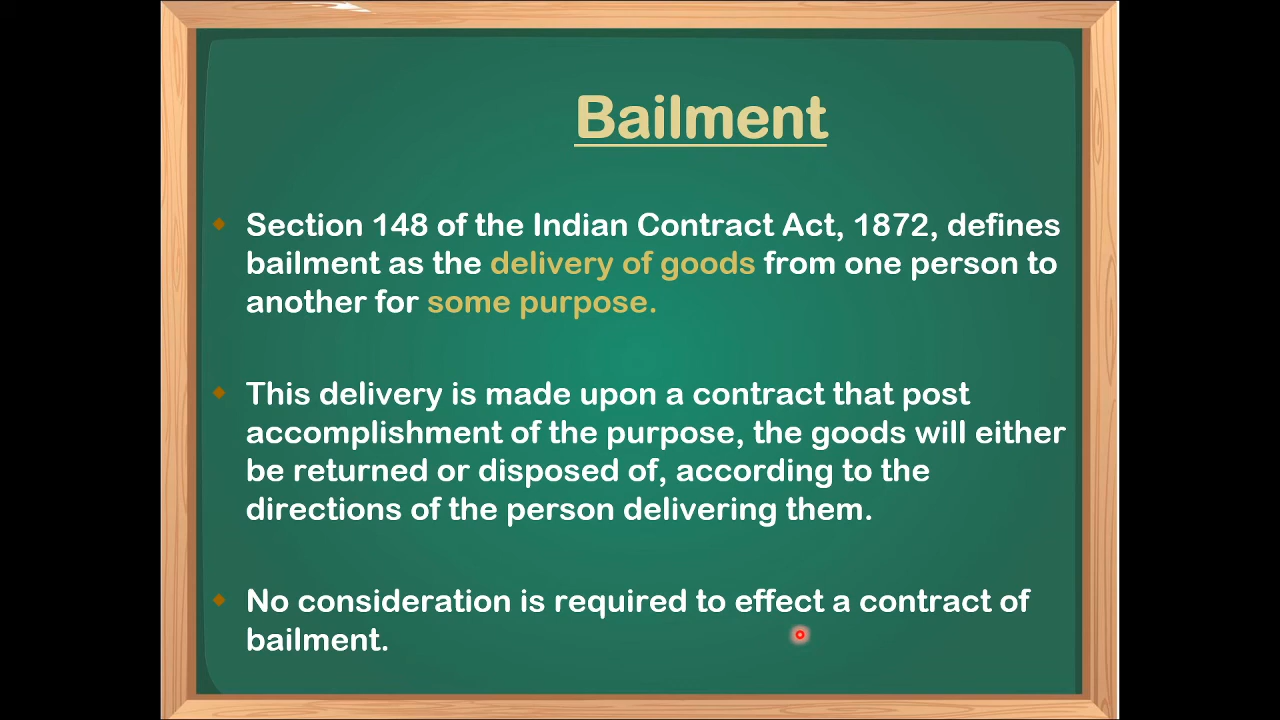 Bailment
Section 148 of the Indian Contract Act, 1872, defines
bailment as the delivery of goods from one person to
another for some purpose.
This delivery is made upon a contract that post
accomplishment of the purpose, the goods will either
be returned or disposed of, according to the
directions of the person delivering them.
No consideration is required to effect a contract of
bailment.